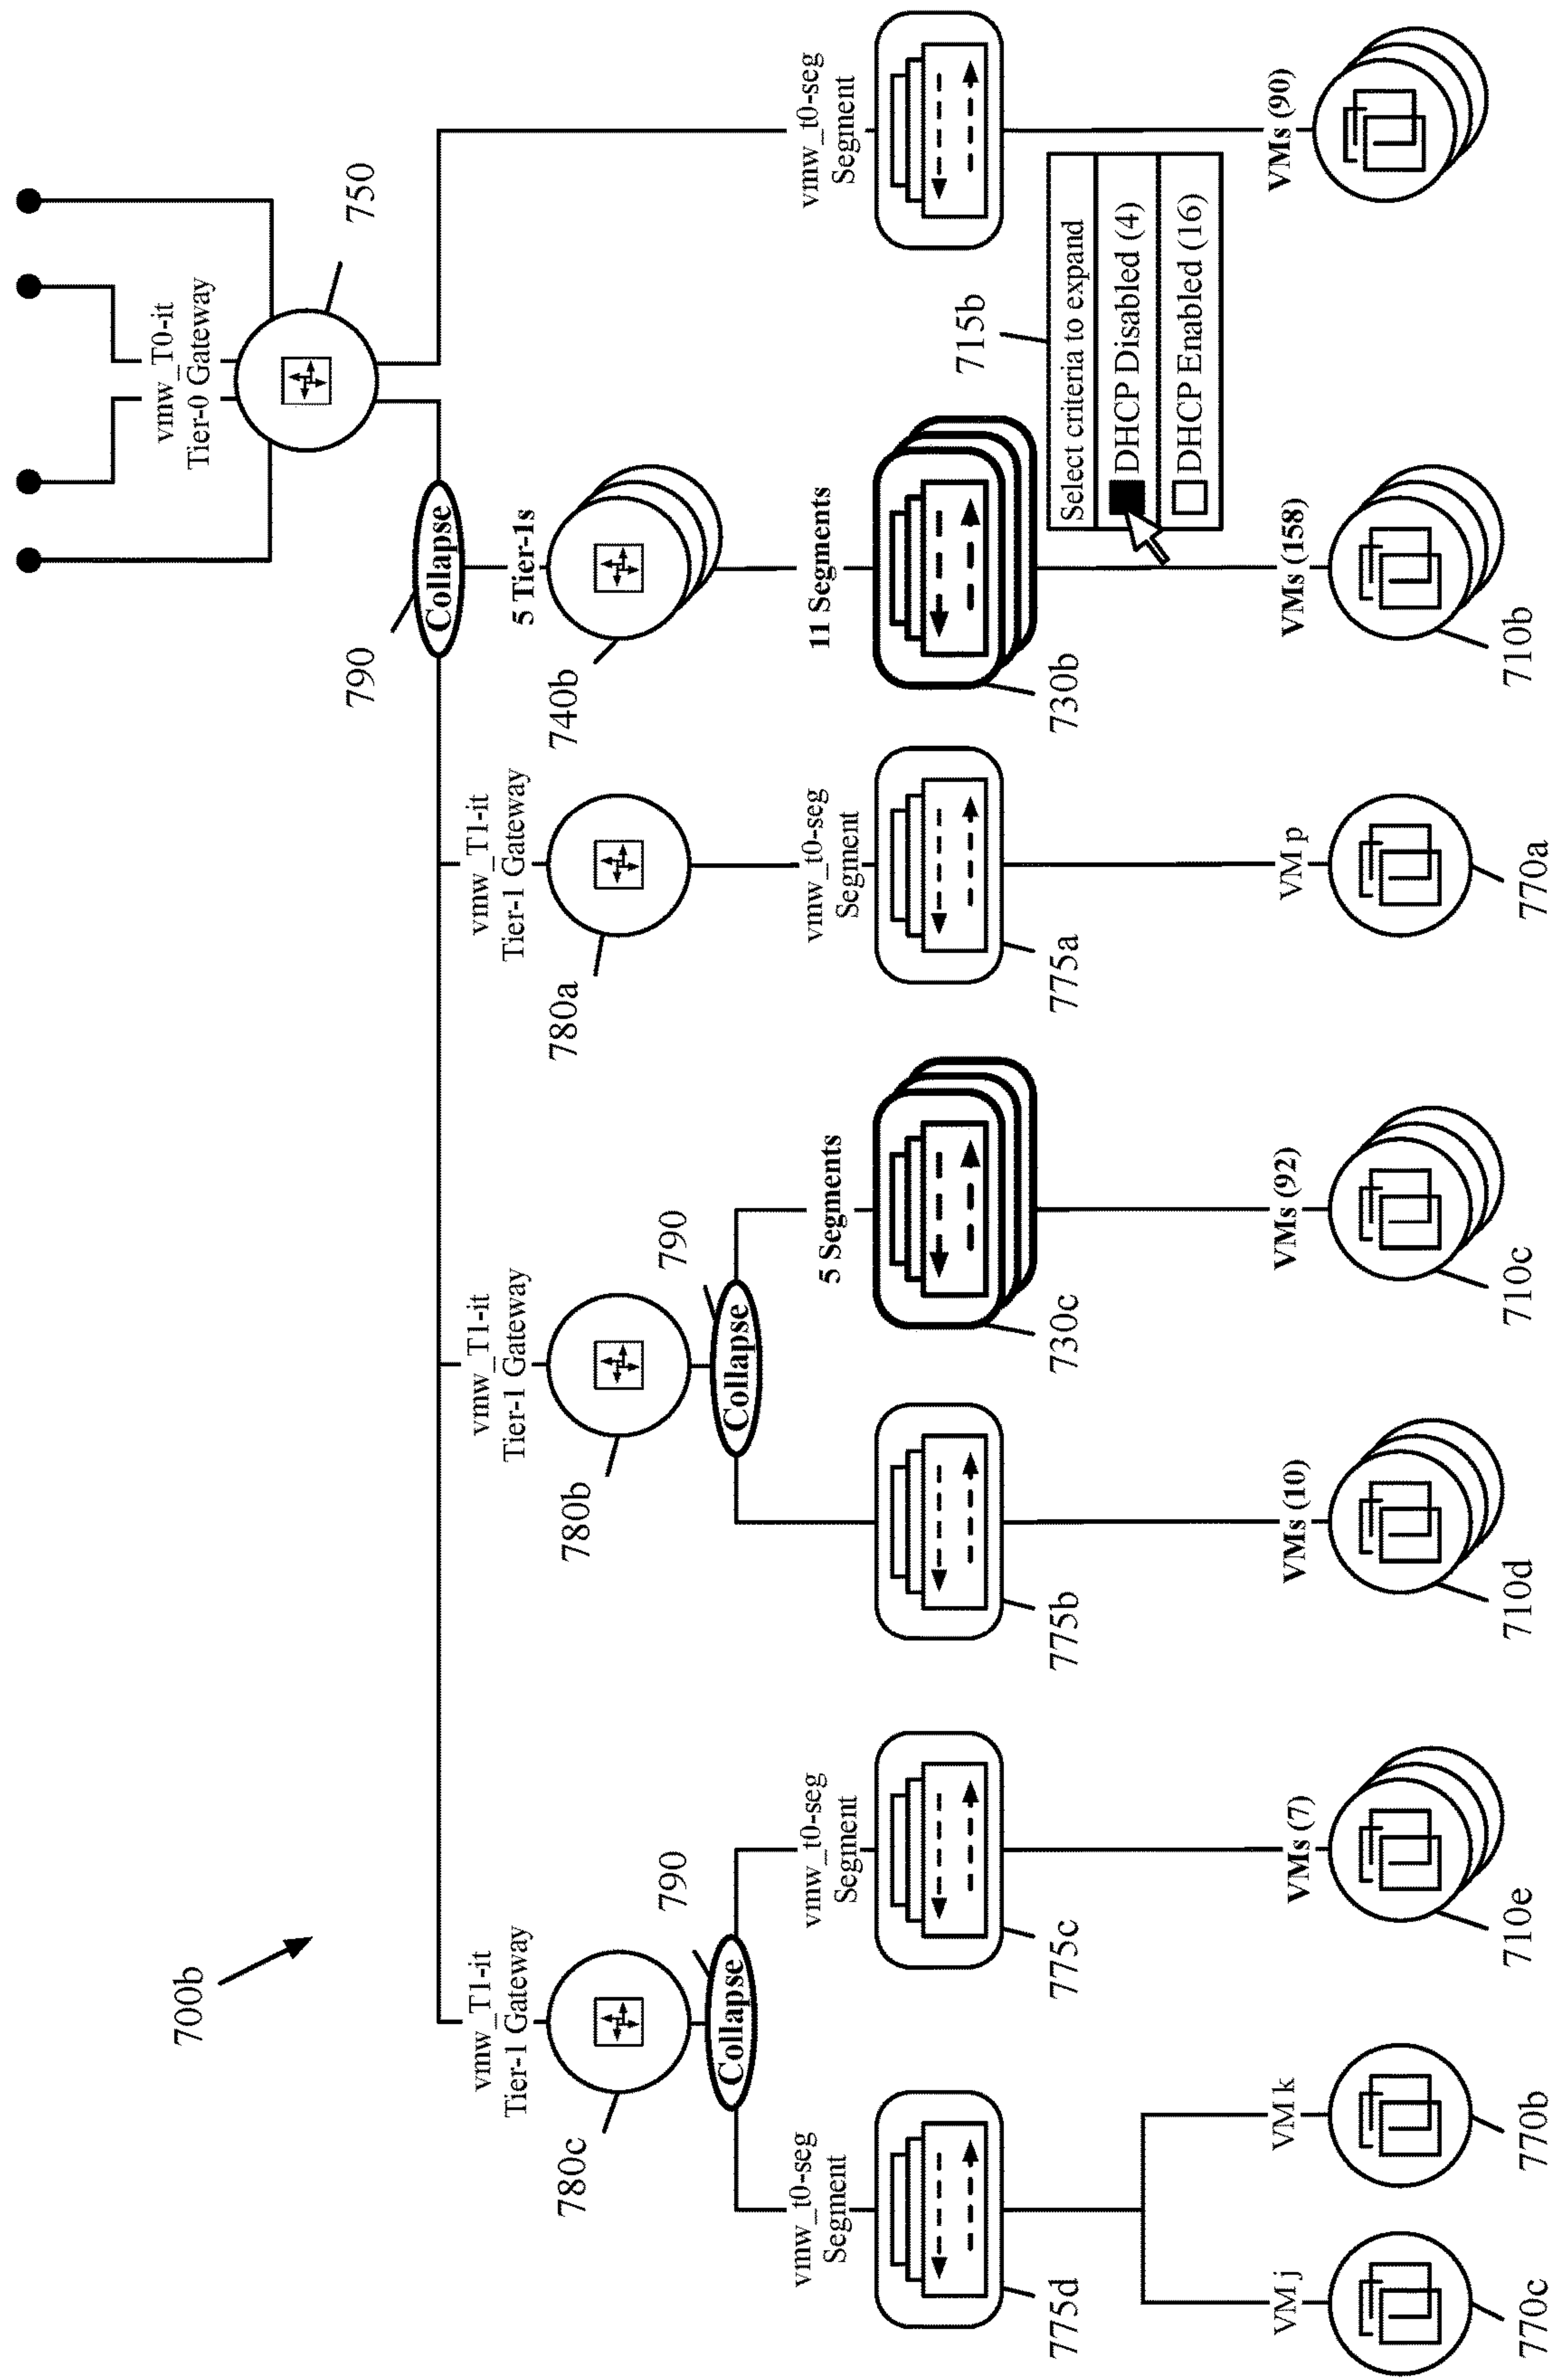 700b
vmw_T0-it
Tier-0 Gateway
750
790
Collapse
vmw_T1-it
Tier-1 Gateway
780c
790
Collapse
vmw_T1-it
Tier-1 Gateway
780b
790
Collapse
vmw_T1-it
Tier-1 Gateway
780a
5 Tier-1s
740b
vmw_t0-seg
Segment
775d
vmw_t0-seg
Segment
775c
775b
5 Segments
730c
vmw_t0-seg
Segment
775a
11 Segments
730b
vmw_t0-seg
Segment
715b
Select criteria to expand
DHCP Disabled (4)
DHCP Enabled (16)
VM j
770c
VM k
770b
VMs (7)
710e
VMs (10)
710d
VMs (92)
710c
VM p
770a
VMs (158)
710b
VMs (90)